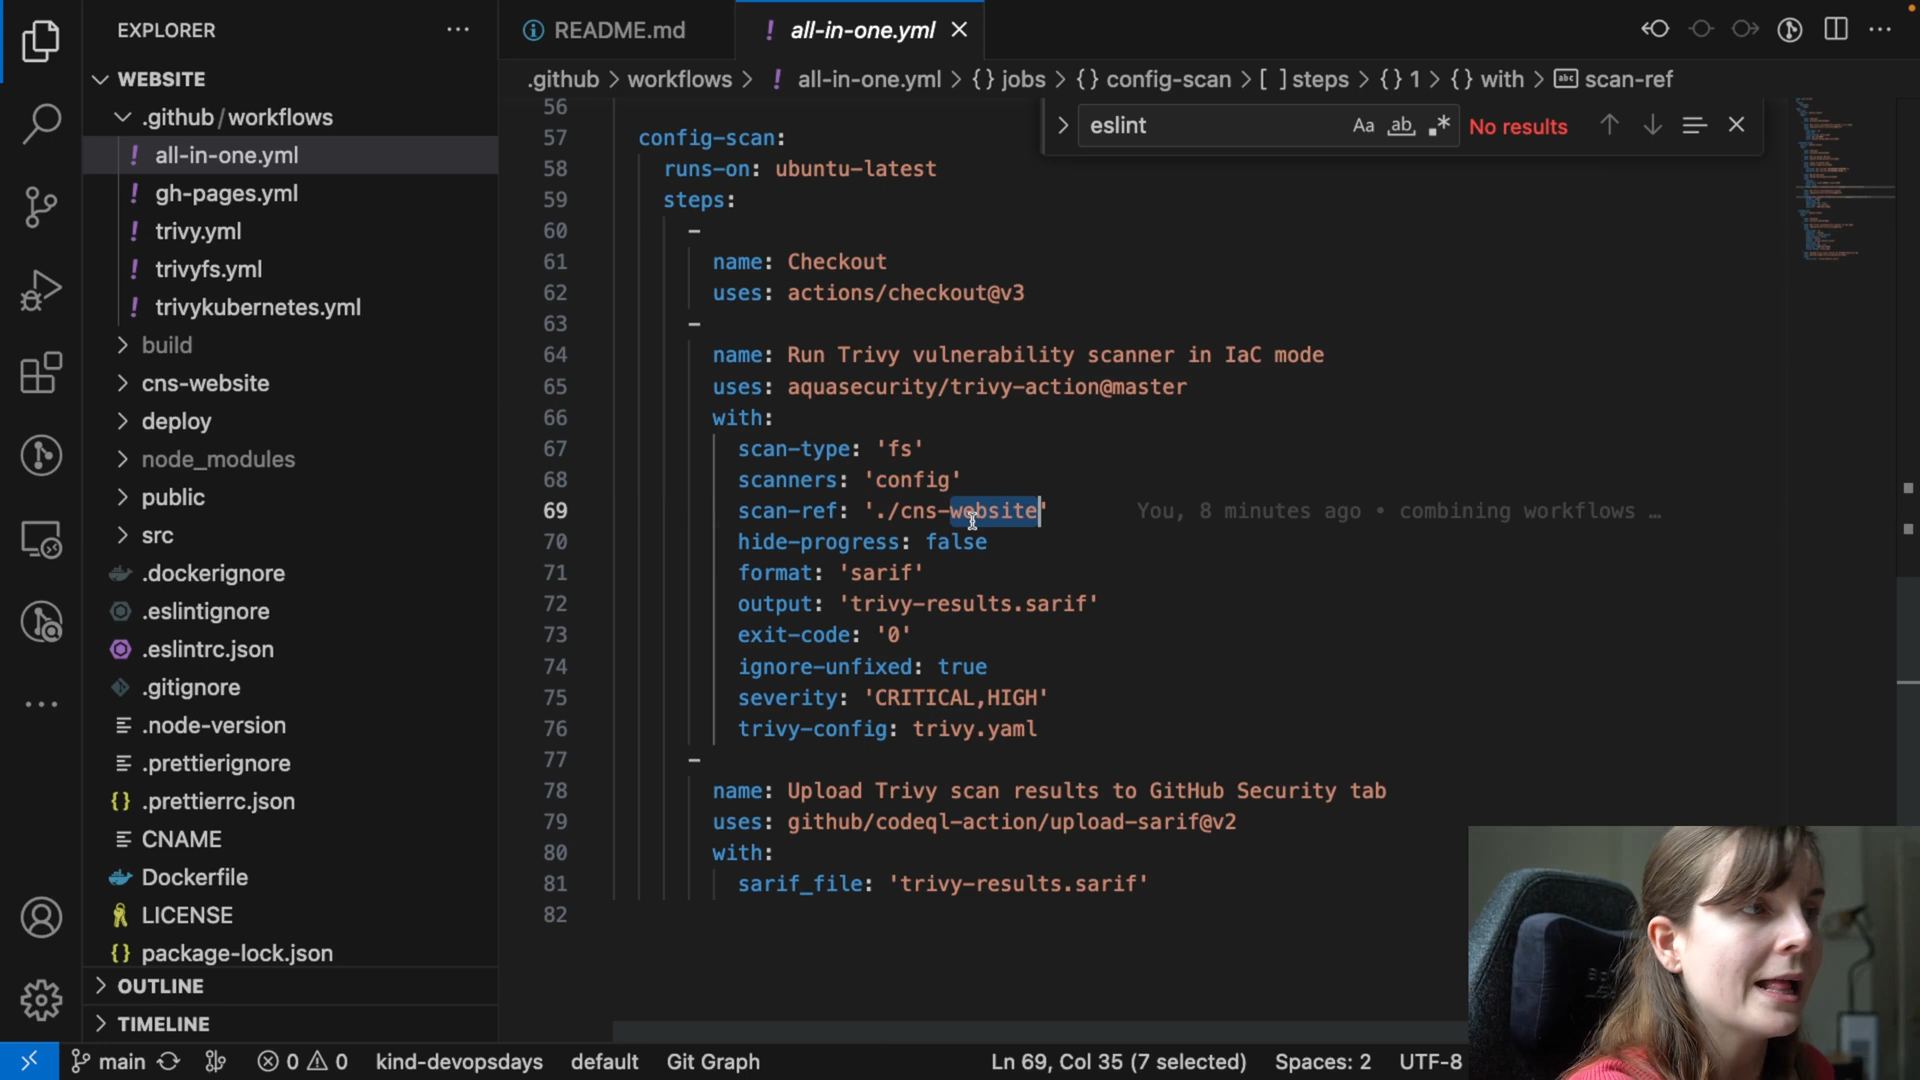 EXPLORER
WEBSITE
.github/workflows
all-in-one.yml
gh-pages.yml
trivy.yml
trivyfs.yml
trivykubernetes.yml
build
cns-website
deploy
node_modules
public
src
.dockerignore
.eslintignore
.eslintrc.json
.gitignore
.node-version
.prettierignore
.prettierrc.json
CNAME
Dockerfile
LICENSE
package-lock.json
OUTLINE
TIMELINE
README.md
all-in-one.yml
.github > workflows > all-in-one.yml > {} jobs > {} config-scan > [ ] steps > {} 1 > {} with > abc scan-ref
eslint
Aa ab .* No results
56
57 config-scan:
58 runs-on: ubuntu-latest
59 steps:
60 -
61 name: Checkout
62 uses: actions/checkout@v3
63 -
64 name: Run Trivy vulnerability scanner in IaC mode
65 uses: aquasecurity/trivy-action@master
66 with:
67 scan-type: 'fs'
68 scanners: 'config'
69 scan-ref: './cns-website' You, 8 minutes ago • combining workflows …
70 hide-progress: false
71 format: 'sarif'
72 output: 'trivy-results.sarif'
73 exit-code: '0'
74 ignore-unfixed: true
75 severity: 'CRITICAL,HIGH'
76 trivy-config: trivy.yaml
77 -
78 name: Upload Trivy scan results to GitHub Security tab
79 uses: github/codeql-action/upload-sarif@v2
80 with:
81 sarif_file: 'trivy-results.sarif'
82
main 0 0 kind-devopsdays default Git Graph Ln 69, Col 35 (7 selected) Spaces: 2 UTF-8